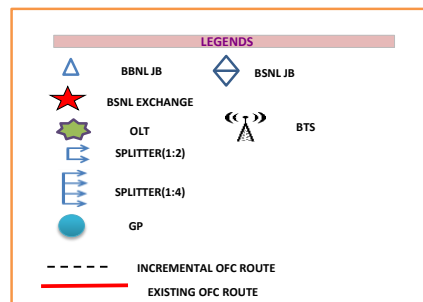 LEGENDS
BBNL JB
BSNL JB
BSNL EXCHANGE
OLT
BTS
SPLITTER(1:2)
SPLITTER(1:4)
GP
INCREMENTAL OFC ROUTE
EXISTING OFC ROUTE